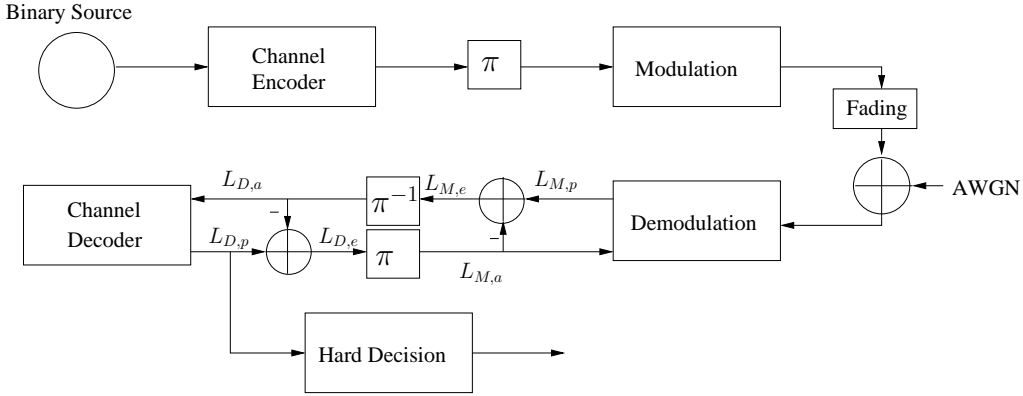 Binary Source
Channel
Encoder
π
Modulation
Fading
AWGN
Channel
Decoder
L_{D,a}
π^{-1}
L_{M,e}
L_{M,p}
Demodulation
–
–
L_{D,p}
L_{D,e}
π
L_{M,a}
Hard Decision